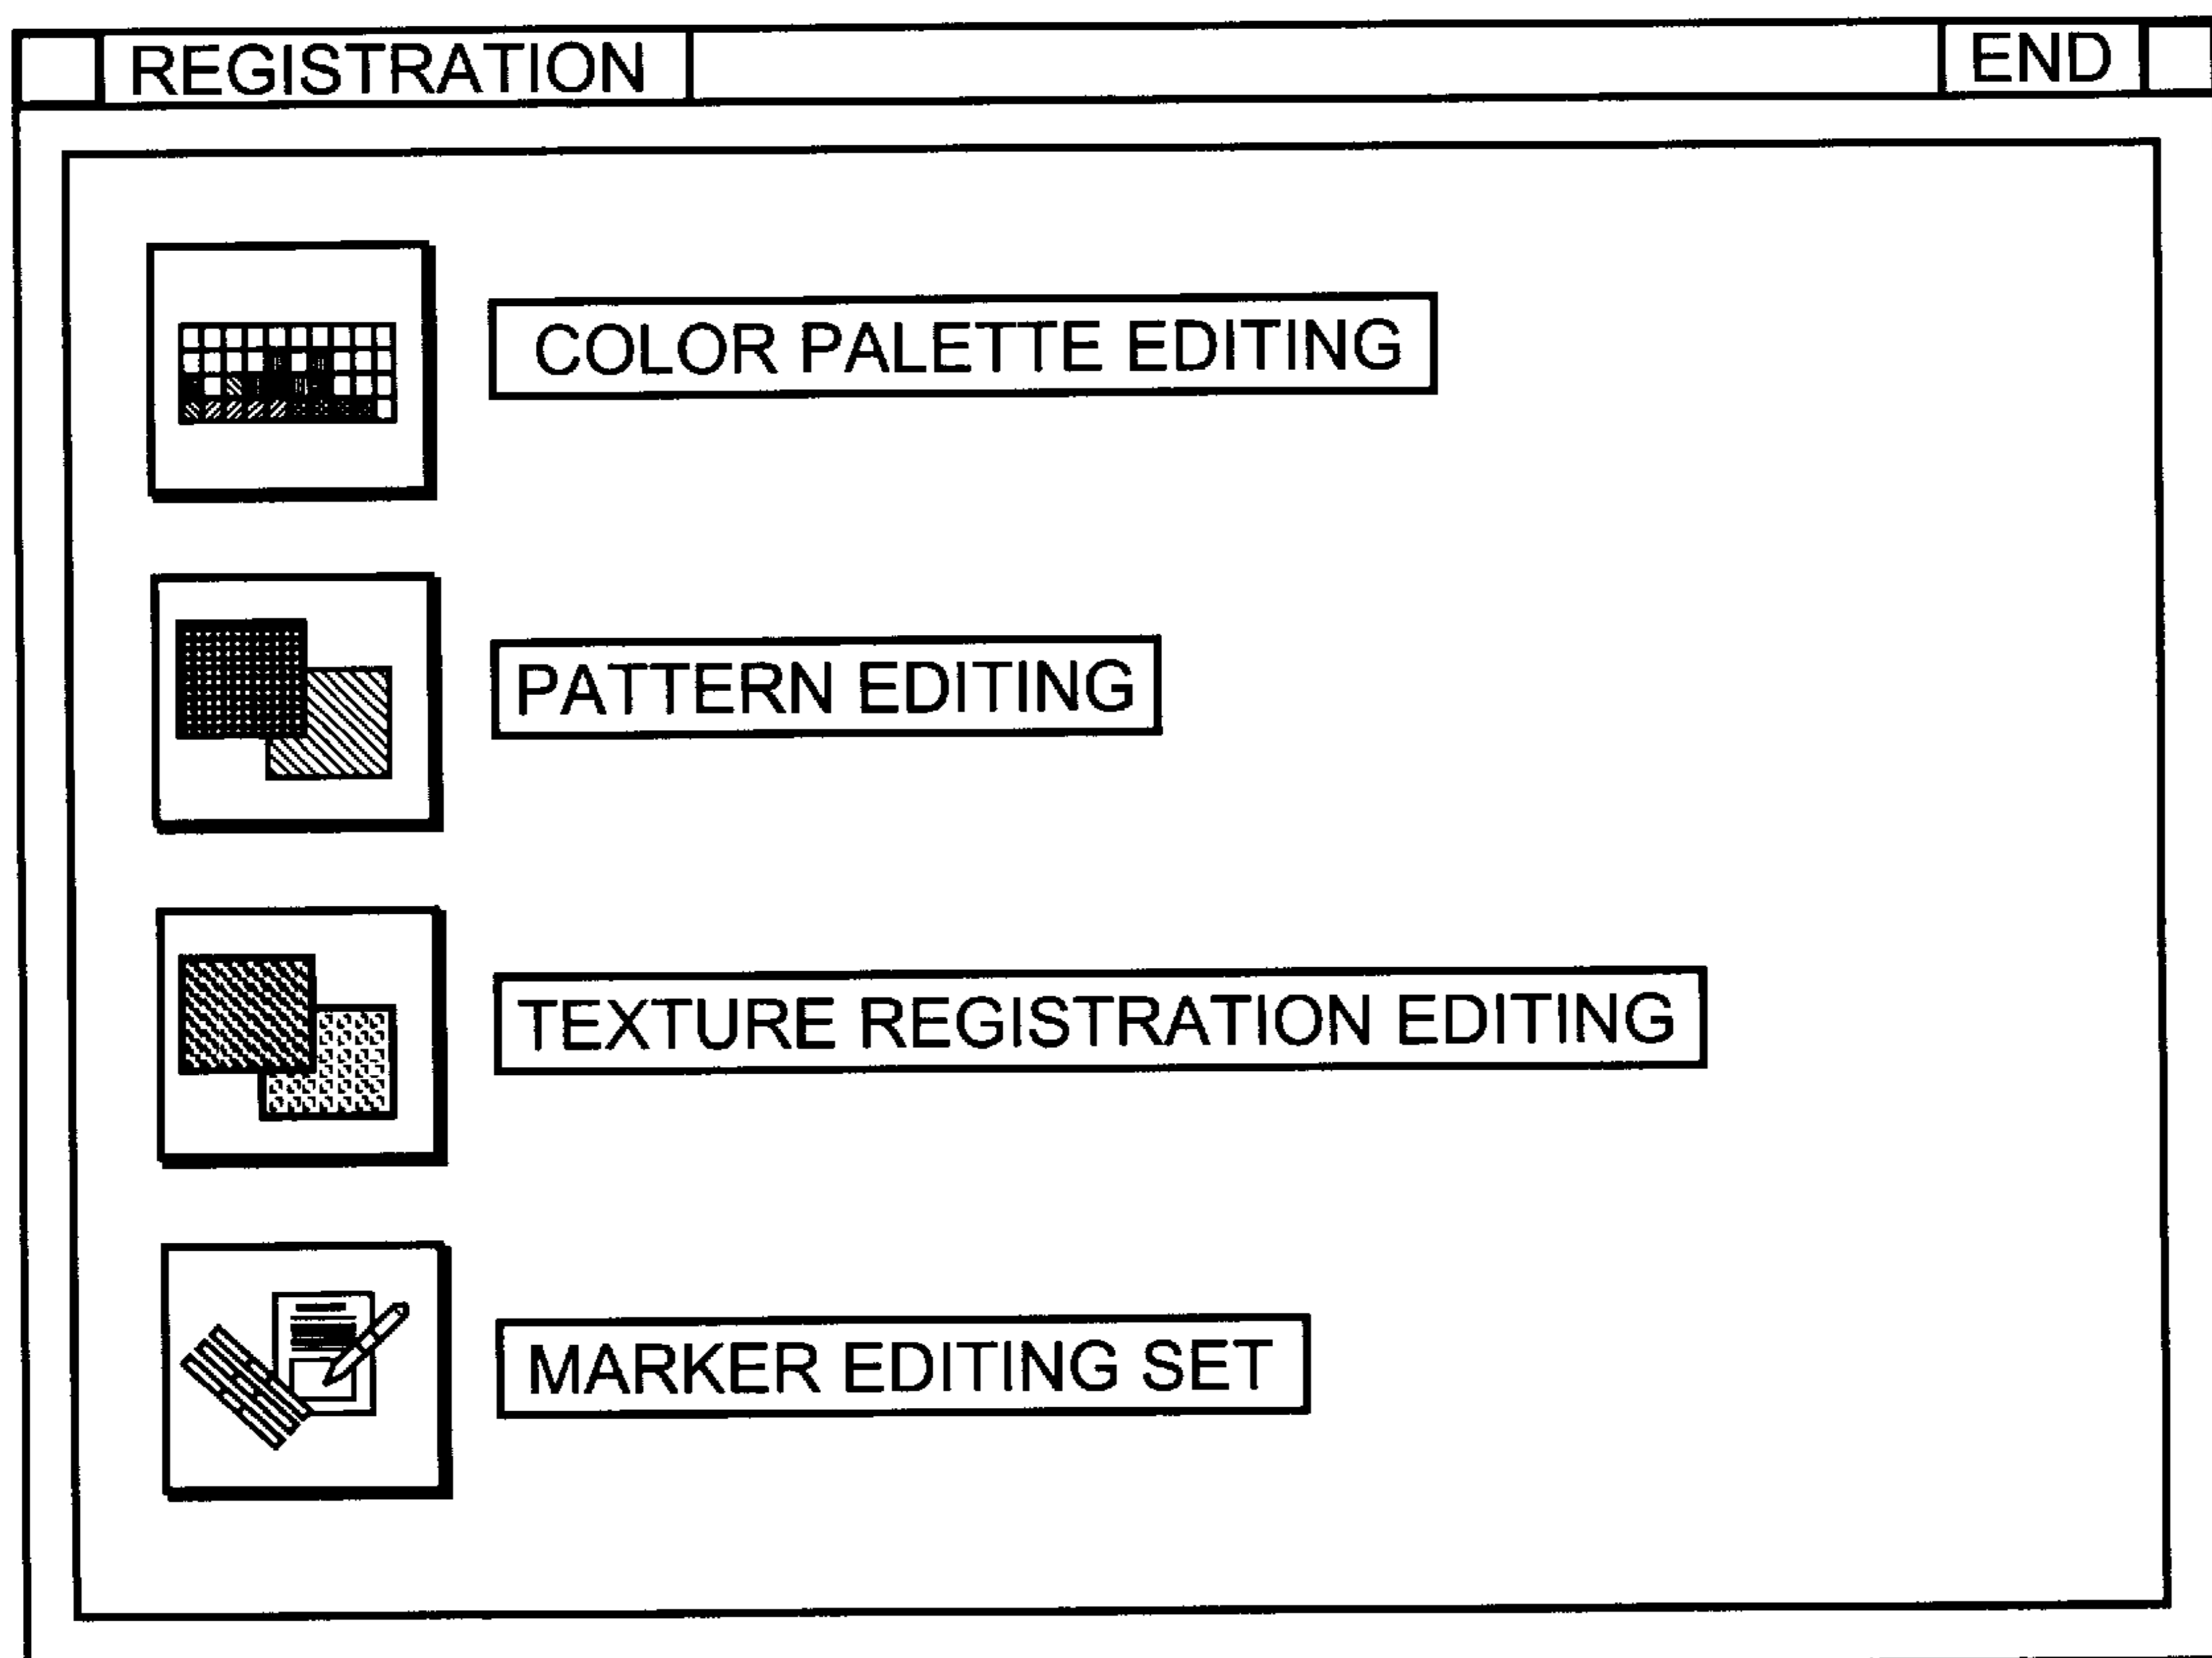 REGISTRATION END
COLOR PALETTE EDITING
PATTERN EDITING
TEXTURE REGISTRATION EDITING
MARKER EDITING SET